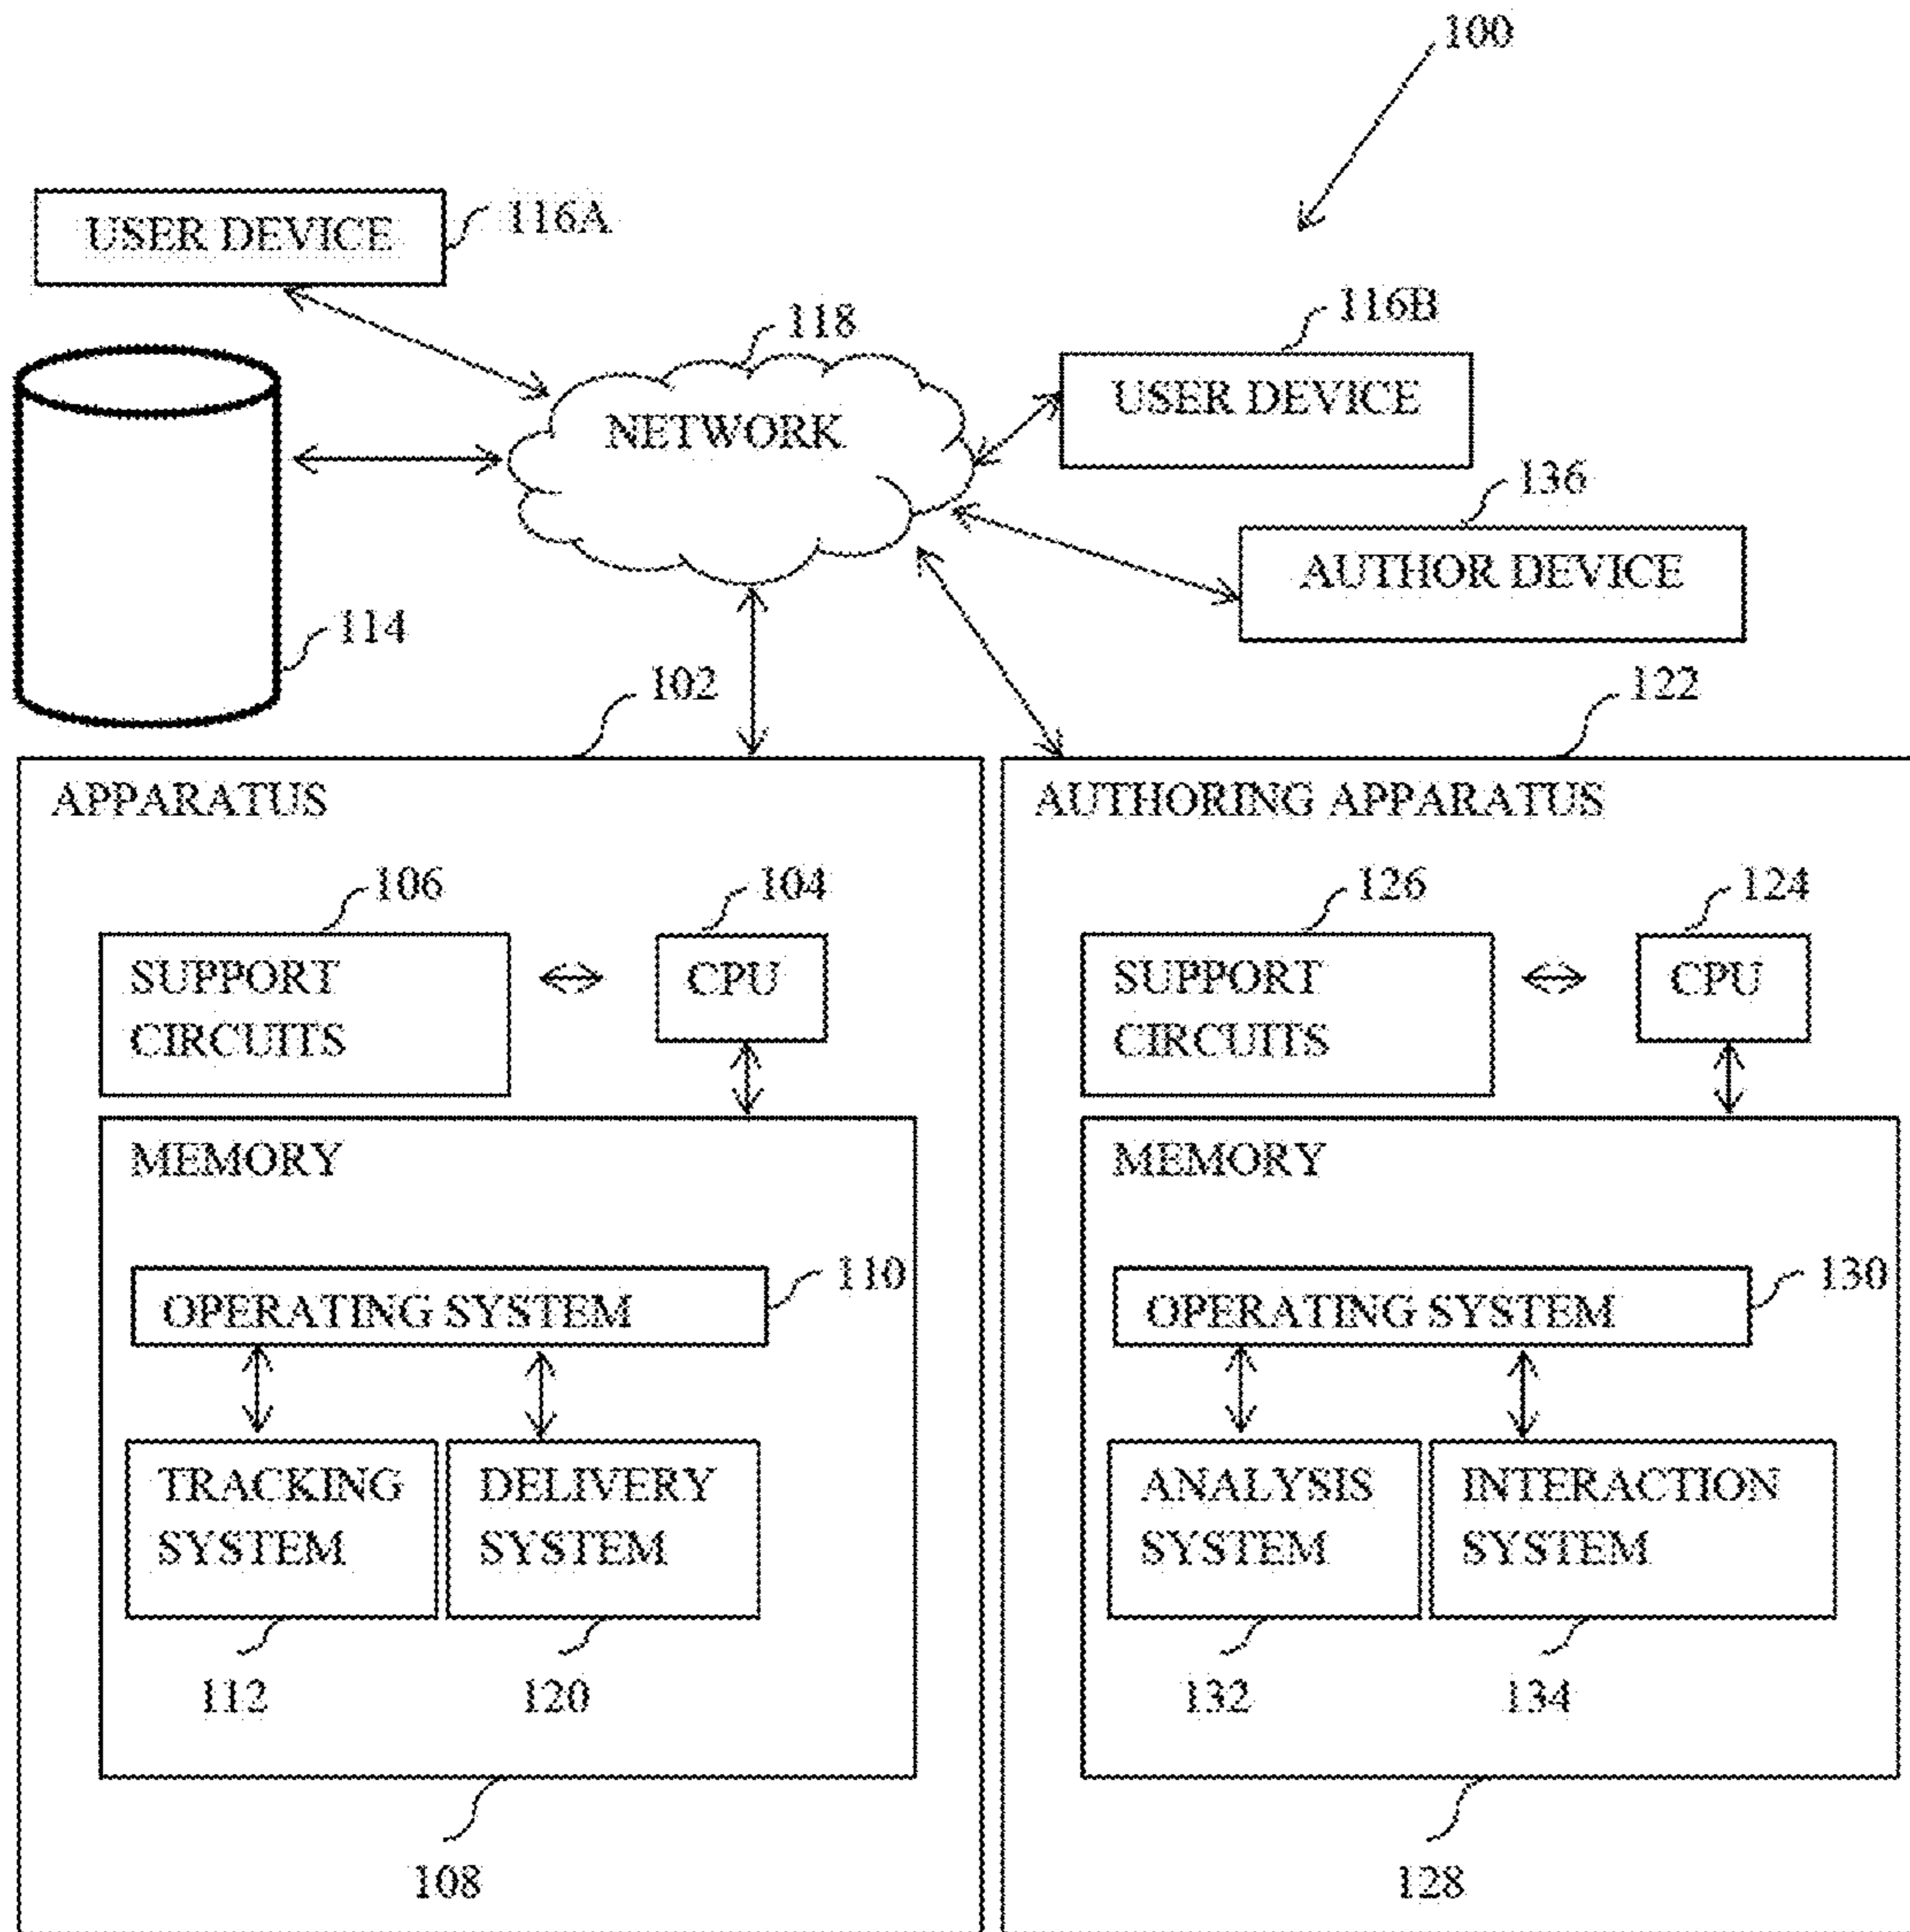 100
USER DEVICE
116A
118
116B
NETWORK
USER DEVICE
136
AUTHOR DEVICE
114
102
122
APPARATUS
AUTHORING APPARATUS
106
104
126
124
SUPPORT
CIRCUITS
CPU
SUPPORT
CIRCUITS
CPU
MEMORY
MEMORY
110
130
OPERATING SYSTEM
OPERATING SYSTEM
TRACKING
SYSTEM
DELIVERY
SYSTEM
ANALYSIS
SYSTEM
INTERACTION
SYSTEM
112
120
132
134
108
128